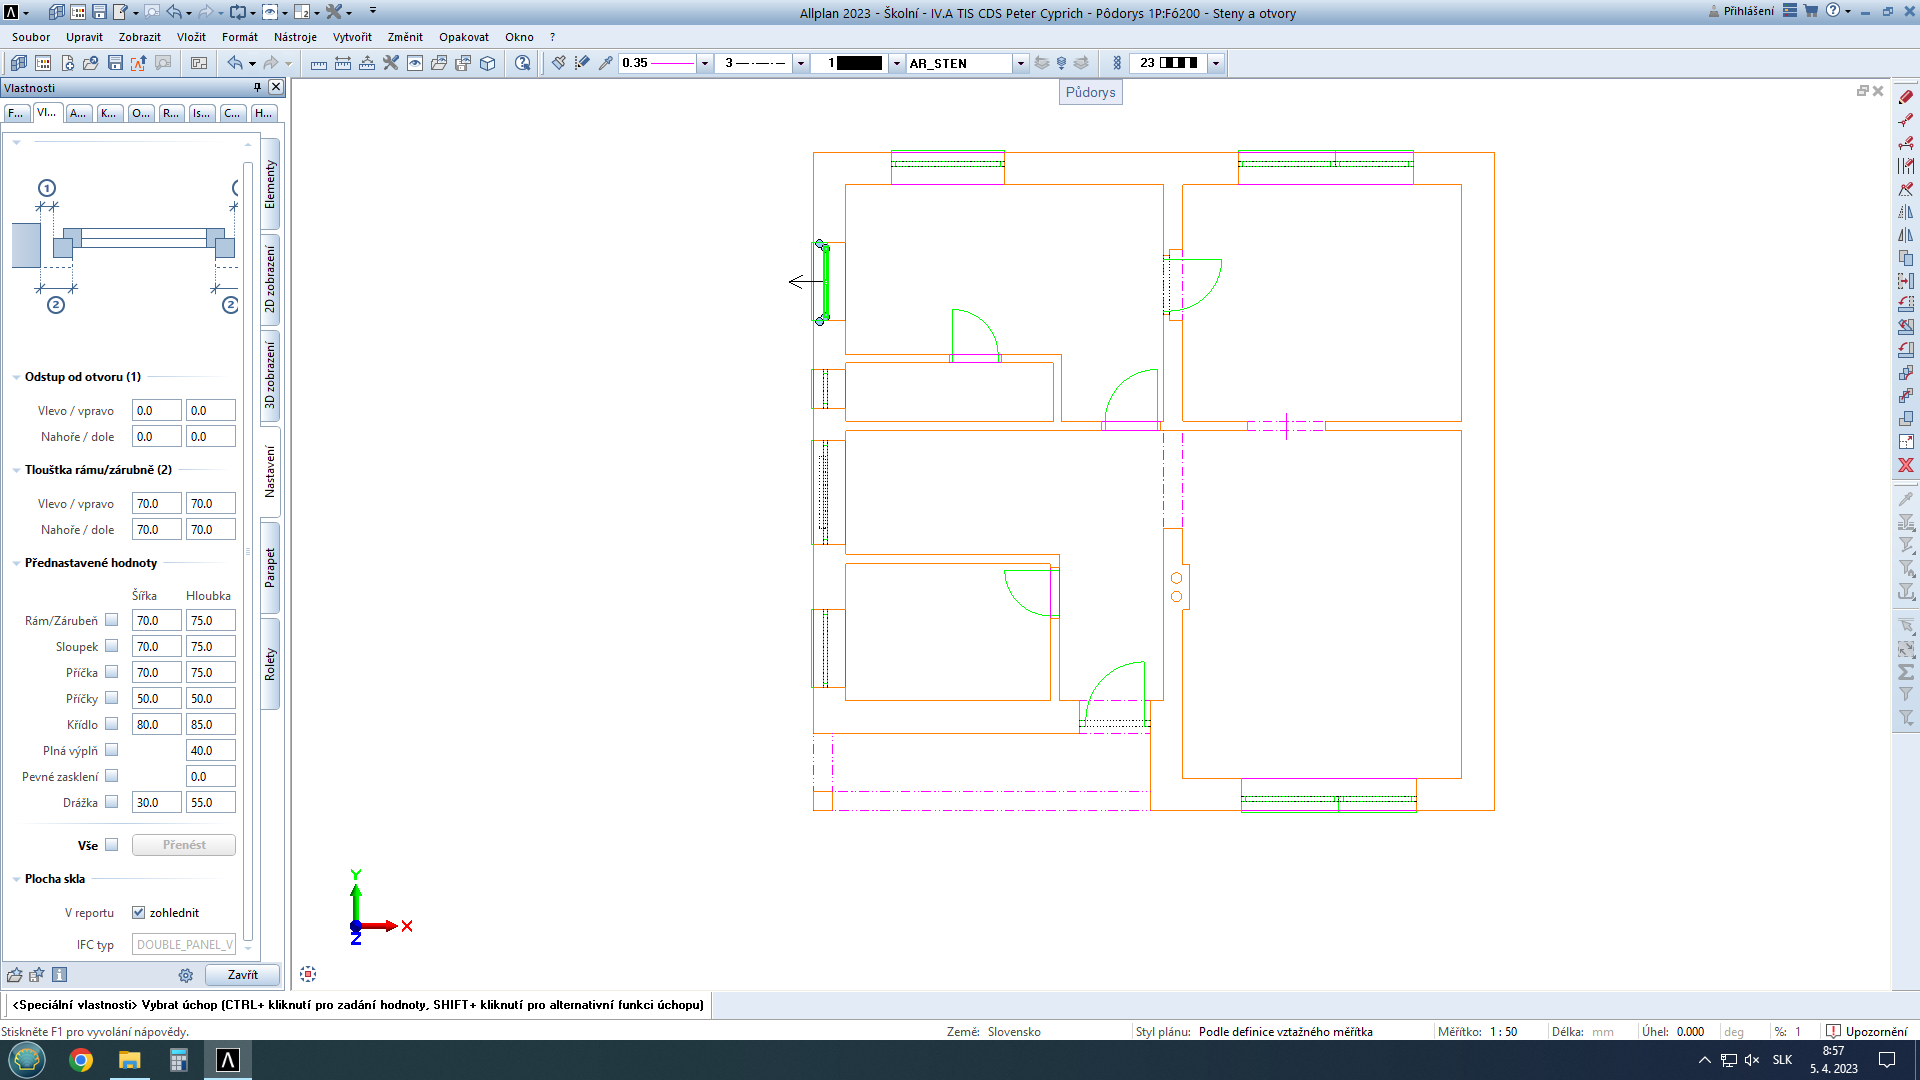 Allplan 2023 - Školní - IV.A TIS CDS Peter Cyprich - Pôdorys 1P:F6200 - Steny a otvory
Přihlášení
Soubor Upravit Zobrazit Vložit Formát Nástroje Vytvořit Změnit Opakovat Okno ?
0.35 3 1 AR_STEN 23
Vlastnosti
Půdorys
F... Vl... A... K... O... R... Is... C... H...
Elementy
2D zobrazení
3D zobrazení
Nastavení
Parapet
Rolety
1
2 2
Odstup od otvoru (1)
Vlevo / vpravo 0.0 0.0
Nahoře / dole 0.0 0.0
Tlouštka rámu/zárubně (2)
Vlevo / vpravo 70.0 70.0
Nahoře / dole 70.0 70.0
Přednastavené hodnoty
Šířka Hloubka
Rám/Zárubeň 70.0 75.0
Sloupek 70.0 75.0
Příčka 70.0 75.0
Příčky 50.0 50.0
Křídlo 80.0 85.0
Plná výplň 40.0
Pevné zasklení 0.0
Drážka 30.0 55.0
Vše Přenést
Plocha skla
V reportu zohlednit
IFC typ DOUBLE_PANEL_V
Zavřít
Y
X
Z
<Speciální vlastnosti> Vybrat úchop (CTRL+ kliknutí pro zadání hodnoty, SHIFT+ kliknutí pro alternativní funkci úchopu)
Stiskněte F1 pro vyvolání nápovědy.
Země: Slovensko Styl plánu: Podle definice vztažného měřítka Měřítko: 1 : 50 Délka: mm Úhel: 0.000 deg %: 1 Upozornění
SLK
8:57
5. 4. 2023